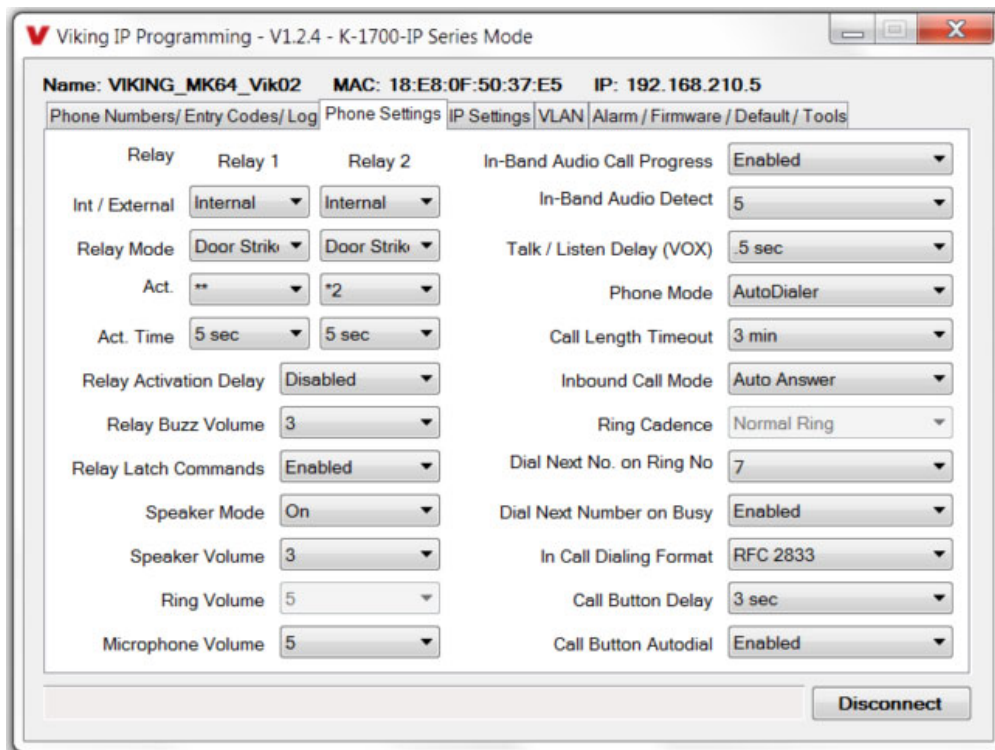 Viking IP Programming - V1.2.4 - K-1700-IP Series Mode
Name: VIKING_MK64_Vik02 MAC: 18:E8:0F:50:37:E5 IP: 192.168.210.5
Phone Numbers/ Entry Codes/ Log Phone Settings IP Settings VLAN Alarm / Firmware / Default / Tools
Relay Relay 1 Relay 2
Int / External Internal Internal
Relay Mode Door Strik Door Strik
Act. ** *2
Act. Time 5 sec 5 sec
Relay Activation Delay Disabled
Relay Buzz Volume 3
Relay Latch Commands Enabled
Speaker Mode On
Speaker Volume 3
Ring Volume 5
Microphone Volume 5
In-Band Audio Call Progress Enabled
In-Band Audio Detect 5
Talk / Listen Delay (VOX) .5 sec
Phone Mode AutoDialer
Call Length Timeout 3 min
Inbound Call Mode Auto Answer
Ring Cadence Normal Ring
Dial Next No. on Ring No 7
Dial Next Number on Busy Enabled
In Call Dialing Format RFC 2833
Call Button Delay 3 sec
Call Button Autodial Enabled
Disconnect